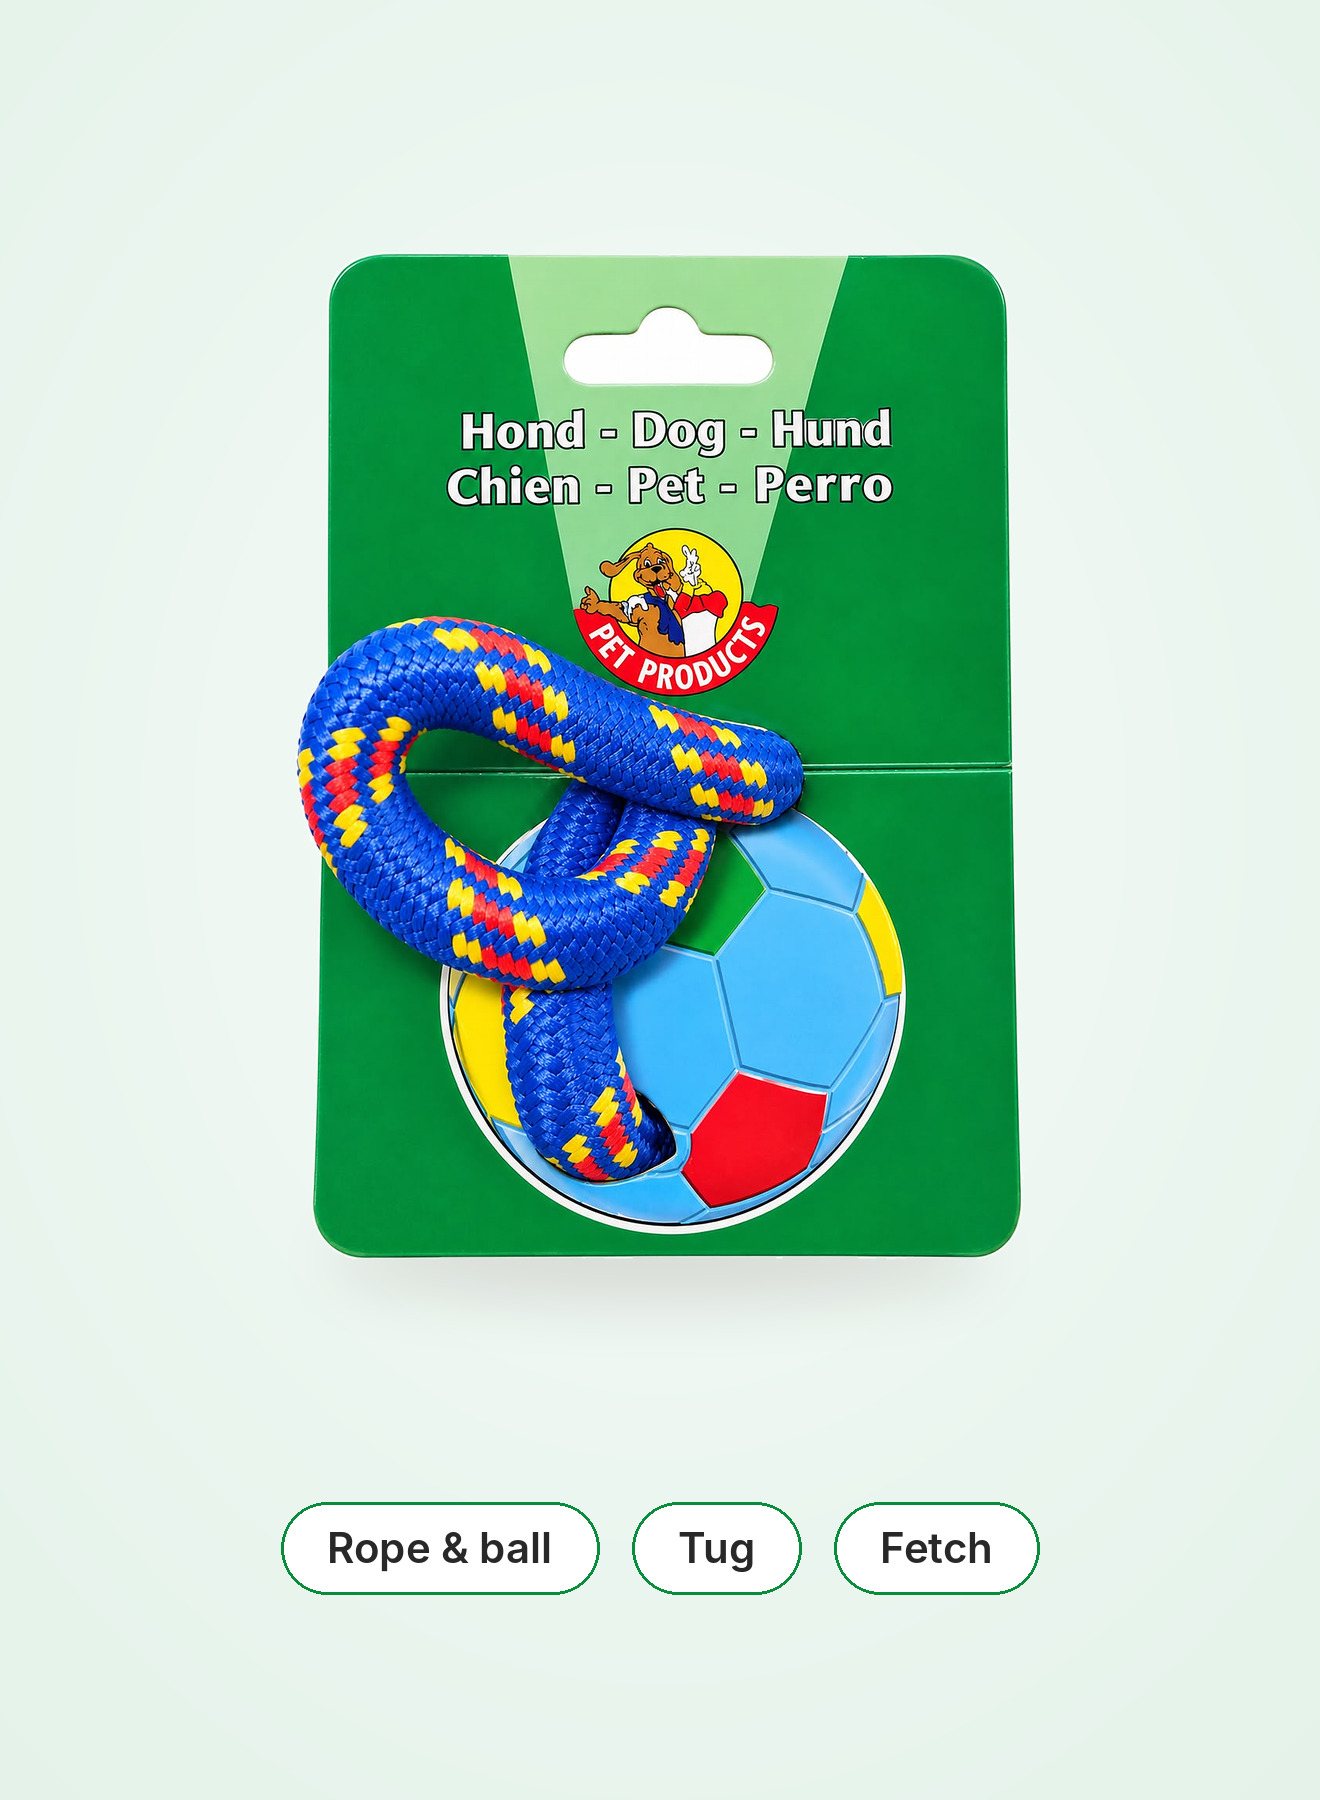 Hond - Dog - Hund
Chien - Pet - Perro
PET PRODUCTS
Rope & ball
Tug
Fetch